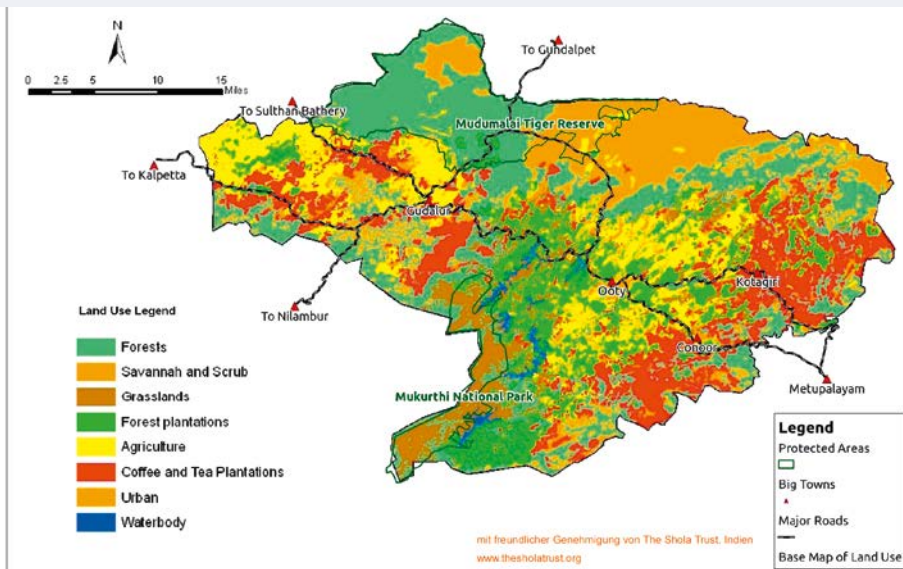 N
0 2.5 5 10 15
Miles
To Gundalpet
To Sulthan Bathery
Mudumalai Tiger Reserve
To Kalpetta
Gudalur
Ooty
Kotagiri
To Nilambur
Conoor
Metupalayam
Mukurthi National Park
Land Use Legend
Forests
Savannah and Scrub
Grasslands
Forest plantations
Agriculture
Coffee and Tea Plantations
Urban
Waterbody
Legend
Protected Areas
Big Towns
Major Roads
Base Map of Land Use
mit freundlicher Genehmigung von The Shola Trust, Indien
www.thesholatrust.org